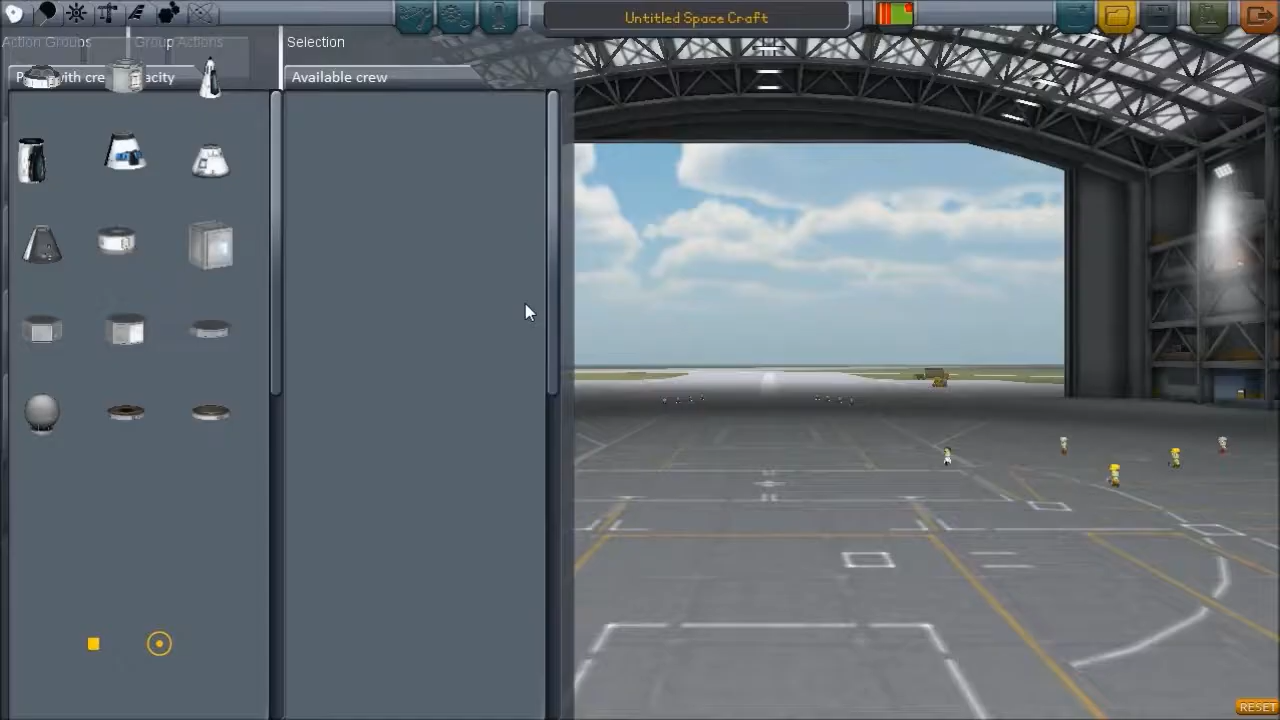 Untitled Space Craft
Action Groups
Group Actions
Selection
Available crew
RESET